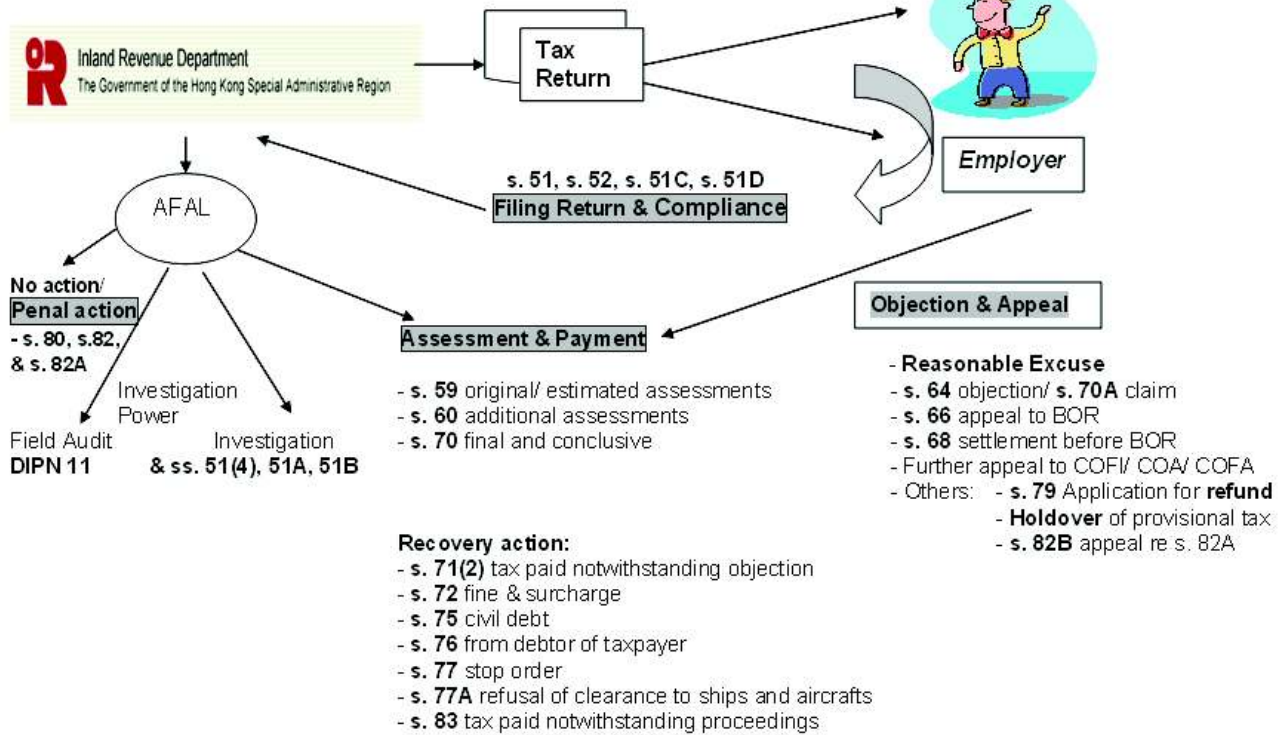 Inland Revenue Department
The Government of the Hong Kong Special Administrative Region
Tax
Return
Employer
s. 51, s. 52, s. 51C, s. 51D
Filing Return & Compliance
AFAL
No action/
Penal action
- s. 80, s.82,
& s. 82A
Investigation
Power
Field Audit
DIPN 11
Investigation
& ss. 51(4), 51A, 51B
Assessment & Payment
- s. 59 original/ estimated assessments
- s. 60 additional assessments
- s. 70 final and conclusive
Objection & Appeal
- Reasonable Excuse
- s. 64 objection/ s. 70A claim
- s. 66 appeal to BOR
- s. 68 settlement before BOR
- Further appeal to COFI/ COA/ COFA
- Others: - s. 79 Application for refund
- Holdover of provisional tax
- s. 82B appeal re s. 82A
Recovery action:
- s. 71(2) tax paid notwithstanding objection
- s. 72 fine & surcharge
- s. 75 civil debt
- s. 76 from debtor of taxpayer
- s. 77 stop order
- s. 77A refusal of clearance to ships and aircrafts
- s. 83 tax paid notwithstanding proceedings